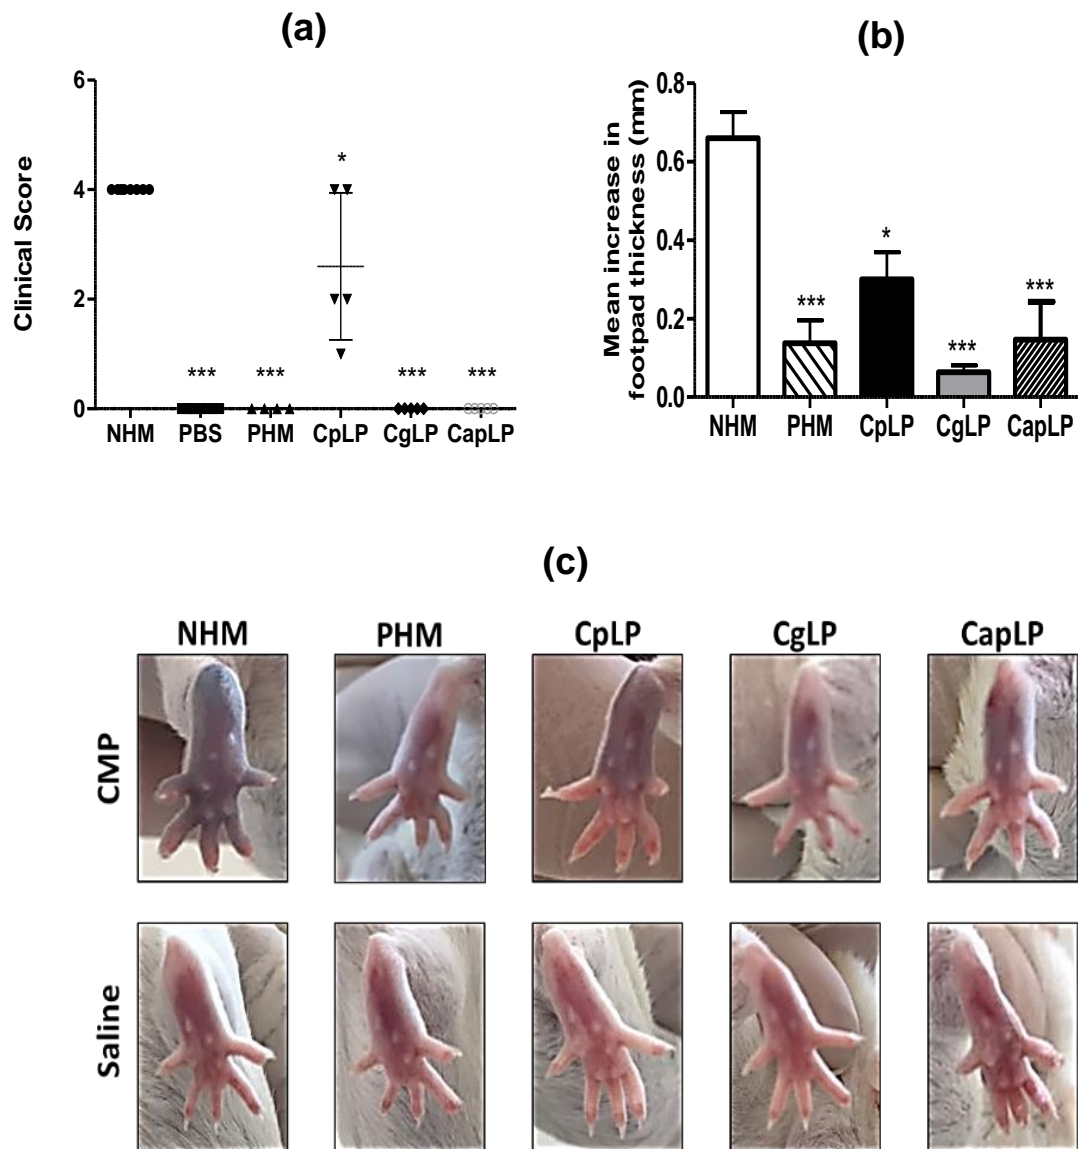 (a)
6
4
2
0
Clinical Score
*
*** *** *** ***
NHM PBS PHM CpLP CgLP CapLP
(b)
0.8
0.6
0.4
0.2
0.0
Mean increase in
footpad thickness (mm)
*
*** *** ***
NHM PHM CpLP CgLP CapLP
(c)
NHM PHM CpLP CgLP CapLP
CMP
Saline